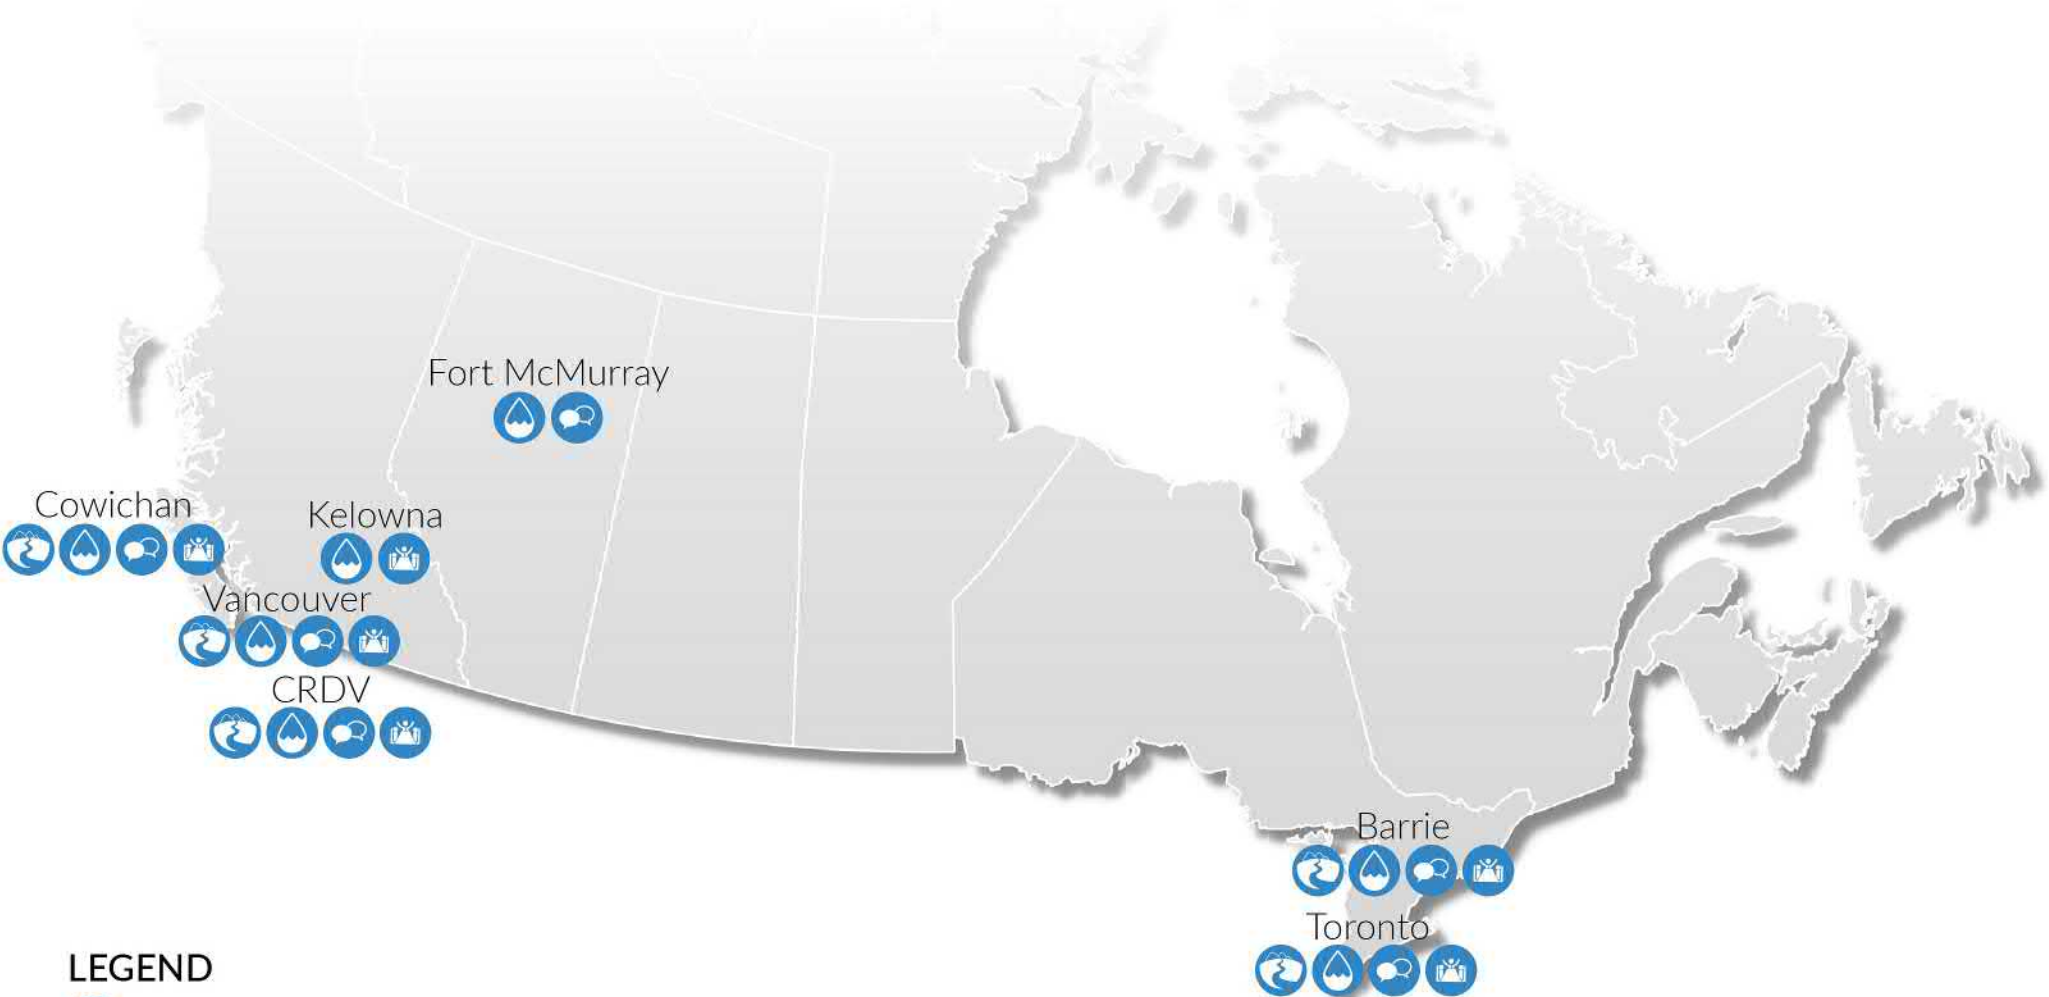 Fort McMurray
Cowichan
Kelowna
Vancouver
CRDV
Barrie
Toronto
LEGEND